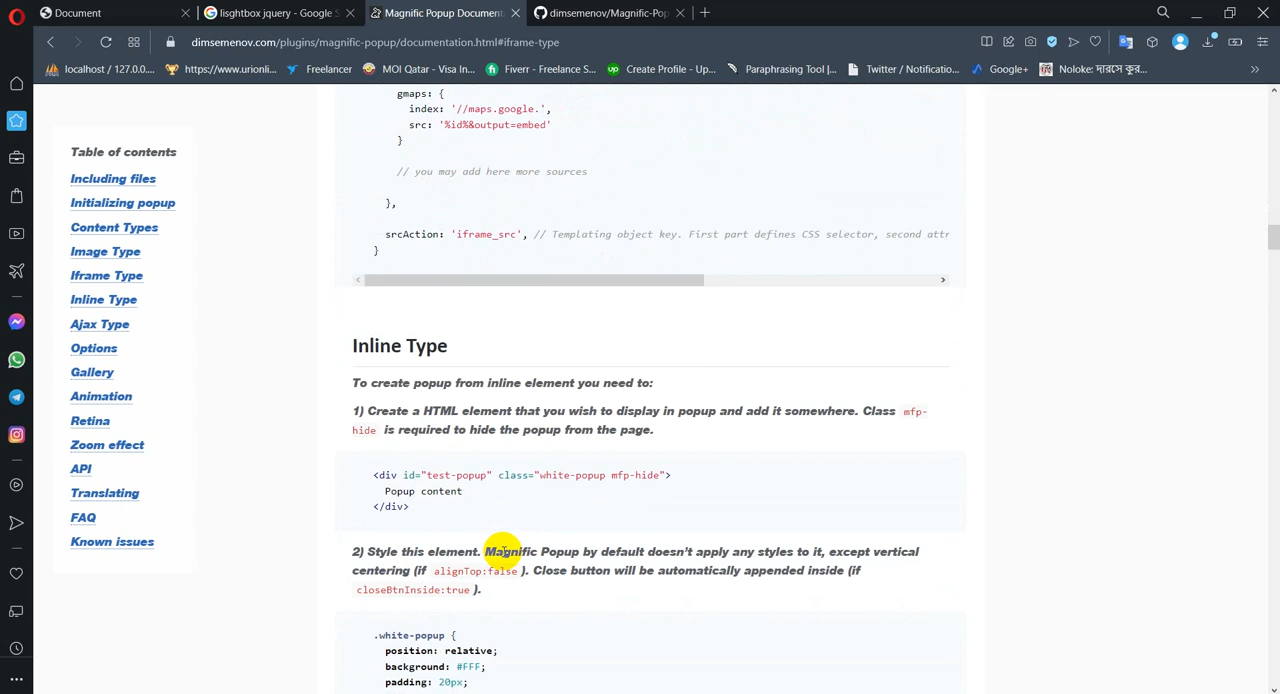 Document
lisghtbox jquery - Google S
Magnific Popup Document
dimsemenov/Magnific-Pop
dimsemenov.com/plugins/magnific-popup/documentation.html#iframe-type
localhost / 127.0.0....
https://www.urionli...
Freelancer
MOI Qatar - Visa In...
Fiverr - Freelance S...
Create Profile - Up...
Paraphrasing Tool |...
Twitter / Notificatio...
Google+
Noloke: দারসে কুর...
Table of contents
Including files
Initializing popup
Content Types
Image Type
Iframe Type
Inline Type
Ajax Type
Options
Gallery
Animation
Retina
Zoom effect
API
Translating
FAQ
Known issues
gmaps: {
index: '//maps.google.',
src: '%id%&output=embed'
}
// you may add here more sources
},
srcAction: 'iframe_src', // Templating object key. First part defines CSS selector, second attr
}
Inline Type
To create popup from inline element you need to:
1) Create a HTML element that you wish to display in popup and add it somewhere. Class mfp-
hide is required to hide the popup from the page.
<div id="test-popup" class="white-popup mfp-hide">
Popup content
</div>
2) Style this element. Magnific Popup by default doesn't apply any styles to it, except vertical
centering (if alignTop:false ). Close button will be automatically appended inside (if
closeBtnInside:true ).
.white-popup {
position: relative;
background: #FFF;
padding: 20px;